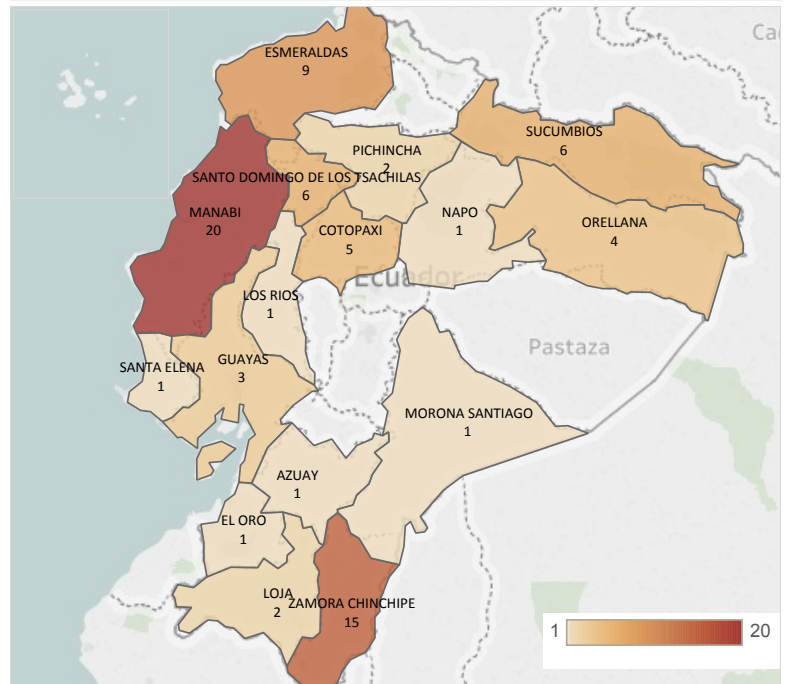 ESMERALDAS
9
Ca
SUCUMBIOS
6
PICHINCHA
2
SANTO DOMINGO DE LOS TSACHILAS
6
MANABI
20
NAPO
1
ORELLANA
4
COTOPAXI
5
Ecuador
LOS RIOS
1
Pastaza
SANTA ELENA
1
GUAYAS
3
MORONA SANTIAGO
1
AZUAY
1
EL ORO
1
LOJA
2
ZAMORA CHINCHIPE
15
1 20